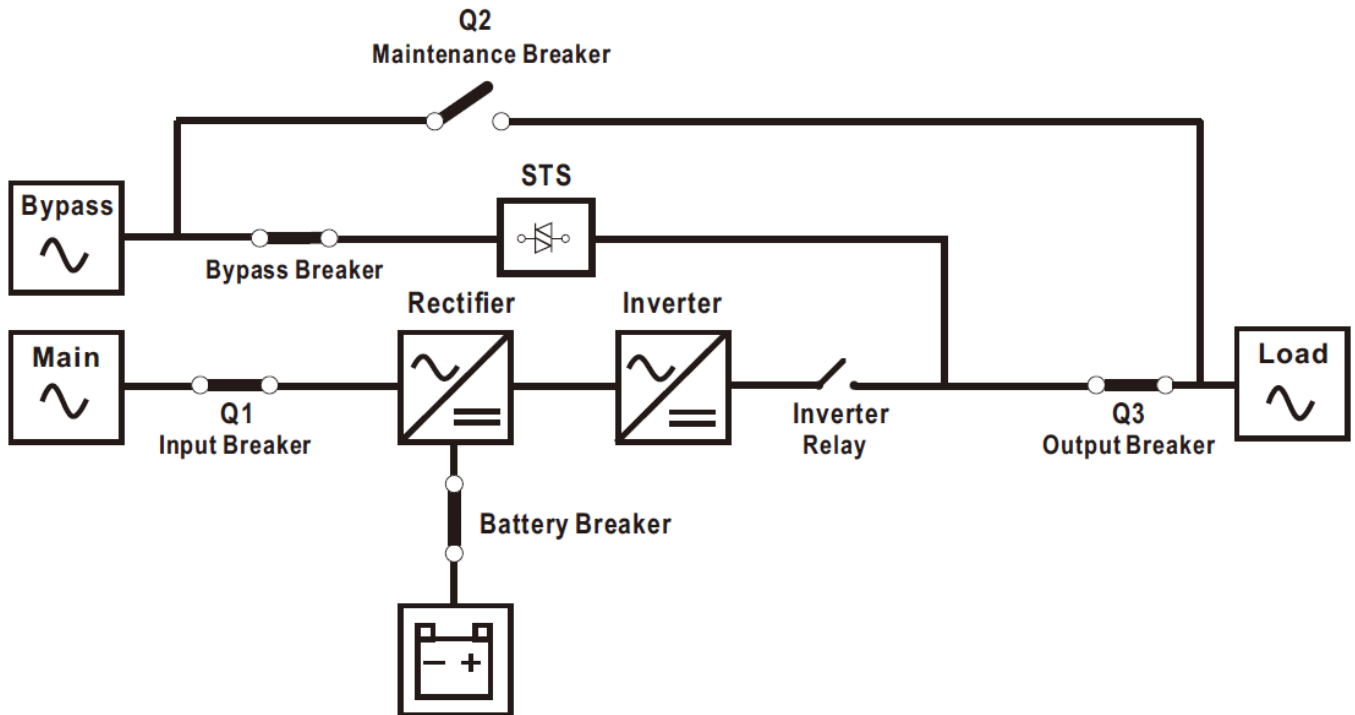 Q2
Maintenance Breaker
STS
Bypass
Bypass Breaker
Rectifier
Inverter
Main
Load
Q1
Input Breaker
Inverter
Relay
Q3
Output Breaker
Battery Breaker
− +